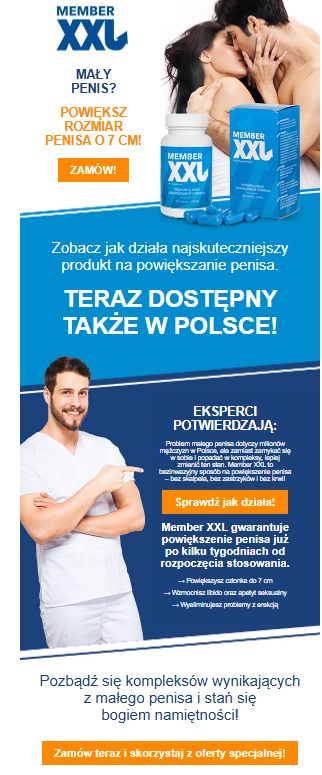 MEMBER
XXL
MAŁY
PENIS?
POWIĘKSZ
ROZMIAR
PENISA O 7 CM!
ZAMÓW!
MEMBER
XXL
MEMBER
XXL
Zobacz jak działa najskuteczniejszy
produkt na powiększanie penisa.
TERAZ DOSTĘPNY
TAKŻE W POLSCE!
EKSPERCI
POTWIERDZAJĄ:
Problem małego penisa dotyczy milionów
mężczyzn w Polsce, ale zamiast zamykać się
w sobie i popadać w kompleksy, lepiej
zmienić ten stan. Member XXL to
bezinwazyjny sposób na powiększenie penisa
– bez skalpela, bez zastrzyków i bez krwi!
Sprawdź jak działa!
Member XXL gwarantuje
powiększenie penisa już
po kilku tygodniach od
rozpoczęcia stosowania.
→ Powiększysz członka do 7 cm
→ Wzmocnisz libido oraz apetyt seksualny
→ Wyeliminujesz problemy z erekcją
Pozbądź się kompleksów wynikających
z małego penisa i stań się
bogiem namiętności!
Zamów teraz i skorzystaj z oferty specjalnej!